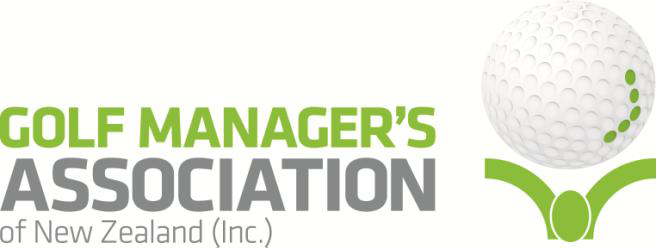 GOLF MANAGER'S
ASSOCIATION
of New Zealand (Inc.)